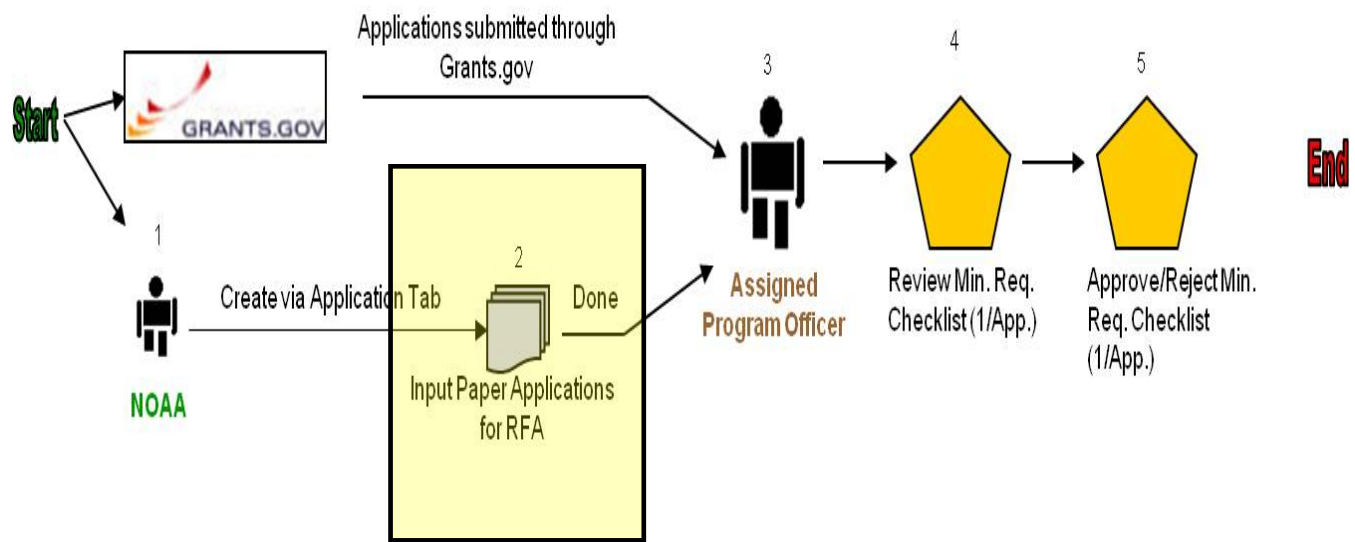 Applications submitted through
Grants.gov
Start
GRANTS.GOV
1
NOAA
Create via Application Tab
2
Input Paper Applications
for RFA
Done
3
Assigned
Program Officer
4
Review Min. Req.
Checklist (1/App.)
5
Approve/Reject Min.
Req. Checklist
(1/App.)
End